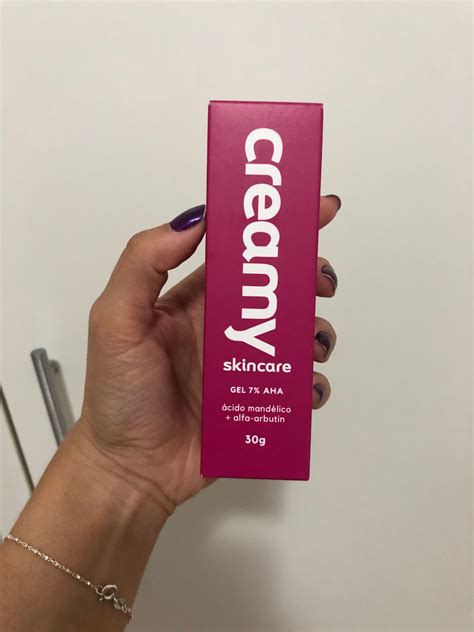 creamy
skincare
GEL 7% AHA
ácido mandélico
+ alfa-arbutin
30g